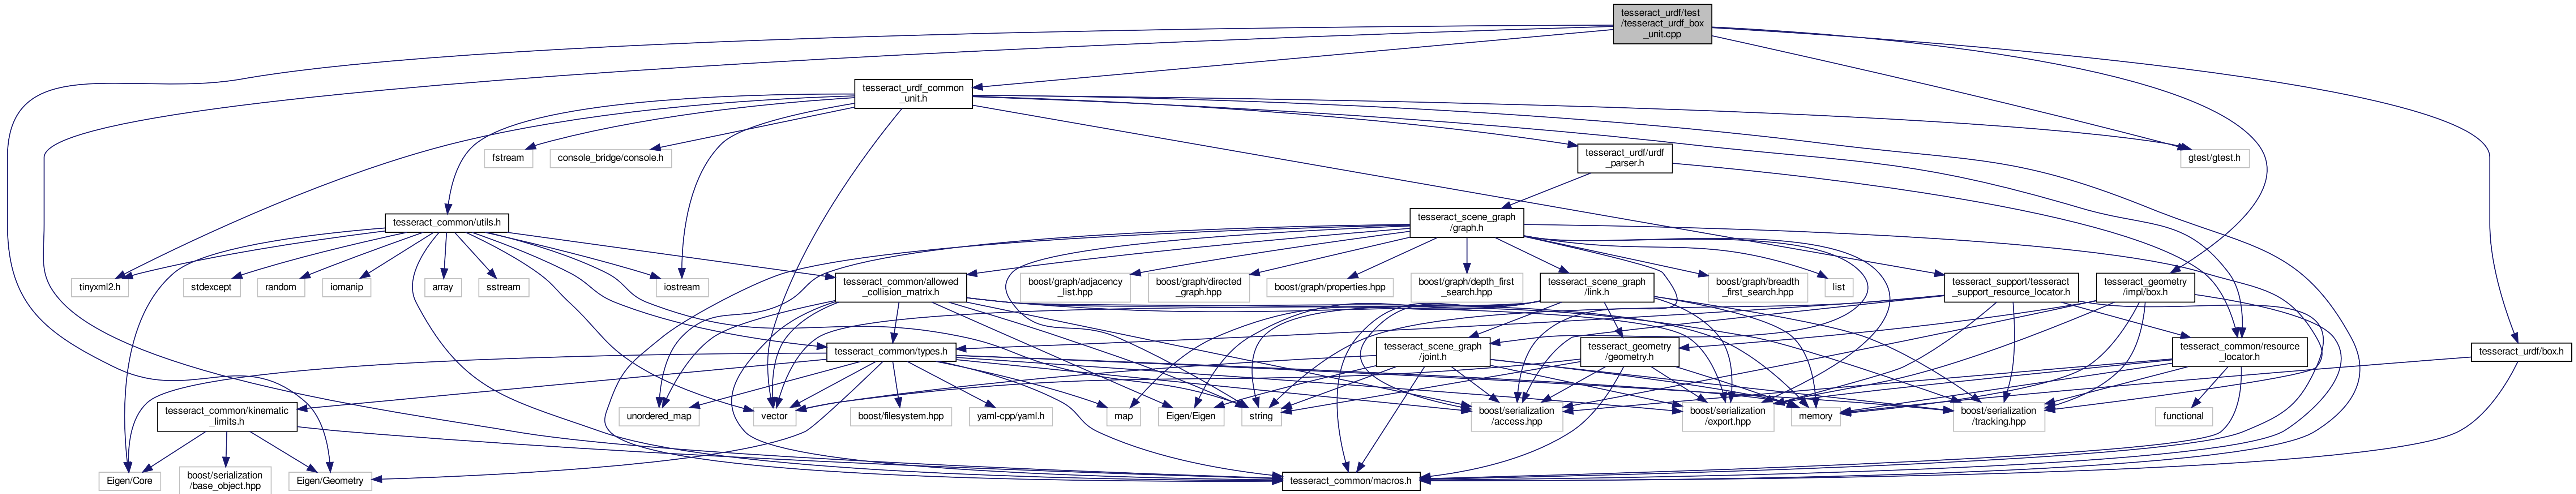 tesseract_urdf/test
/tesseract_urdf_box
_unit.cpp
tesseract_urdf_common
_unit.h
fstream
console_bridge/console.h
tesseract_urdf/urdf
_parser.h
gtest/gtest.h
tesseract_common/utils.h
tesseract_scene_graph
/graph.h
tinyxml2.h
stdexcept
random
iomanip
array
sstream
iostream
tesseract_common/allowed
_collision_matrix.h
boost/graph/adjacency
_list.hpp
boost/graph/directed
_graph.hpp
boost/graph/properties.hpp
boost/graph/depth_first
_search.hpp
tesseract_scene_graph
/link.h
boost/graph/breadth
_first_search.hpp
list
tesseract_support/tesseract
_support_resource_locator.h
tesseract_geometry
/impl/box.h
tesseract_common/types.h
tesseract_scene_graph
/joint.h
tesseract_geometry
/geometry.h
tesseract_common/resource
_locator.h
tesseract_urdf/box.h
tesseract_common/kinematic
_limits.h
unordered_map
vector
boost/filesystem.hpp
yaml-cpp/yaml.h
map
Eigen/Eigen
string
boost/serialization
/access.hpp
boost/serialization
/export.hpp
memory
boost/serialization
/tracking.hpp
functional
Eigen/Core
boost/serialization
/base_object.hpp
Eigen/Geometry
tesseract_common/macros.h